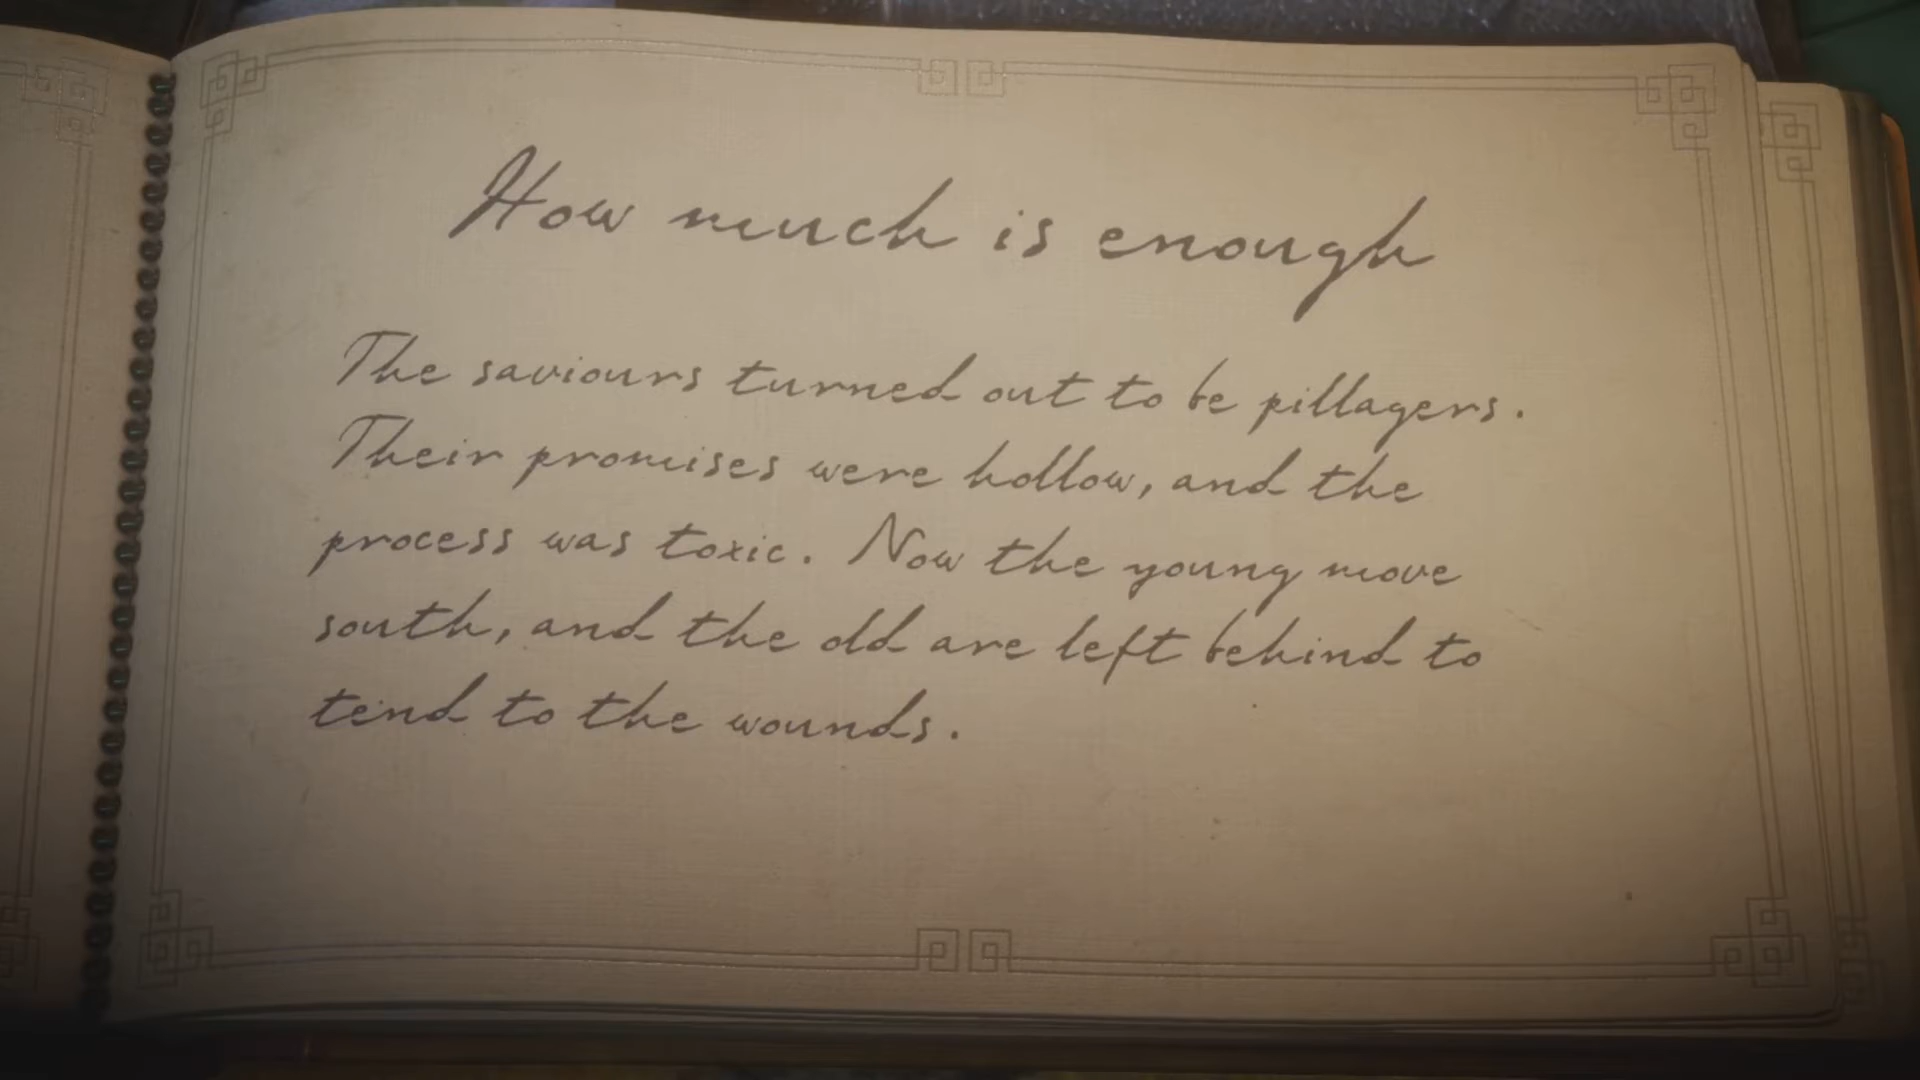 How much is enough
The saviours turned out to be pillagers.
Their promises were hollow, and the
process was toxic. Now the young move
south, and the old are left behind to
tend to the wounds.